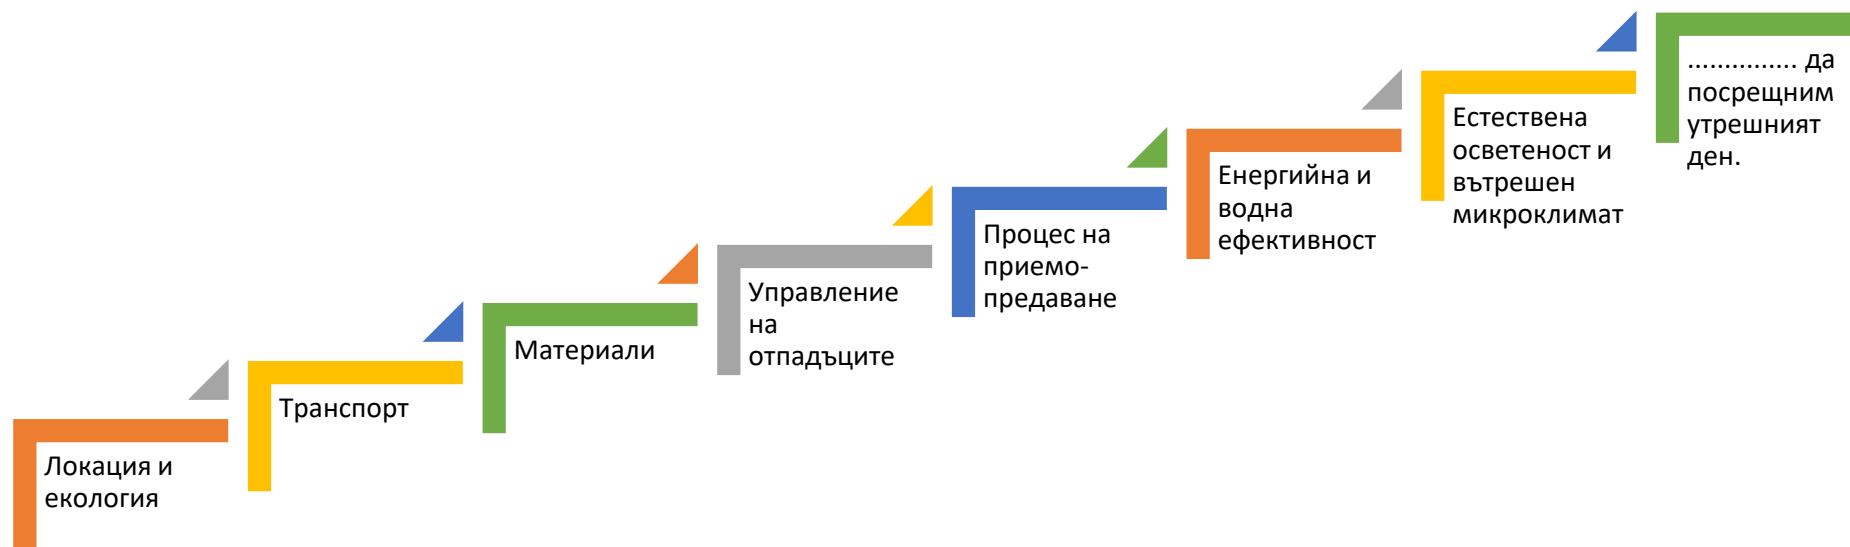 Локация и
екология
Транспорт
Материали
Управление
на
отпадъците
Процес на
приемо-
предаване
Енергийна и
водна
ефективност
Естествена
осветеност и
вътрешен
микроклимат
............... да
посрещним
утрешният
ден.